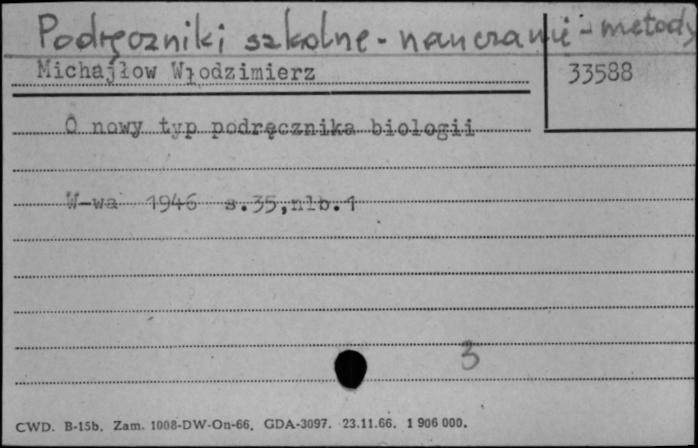 Podręczniki szkolne - nauczanie - metody
Michajłow Włodzimierz
33588
O nowy typ podręcznika biologii
W-wa 1946 s.35,nlb.1
3
CWD. B-15b. Zam. 1008-DW-On-66. GDA-3097. 23.11.66. 1 906 000.